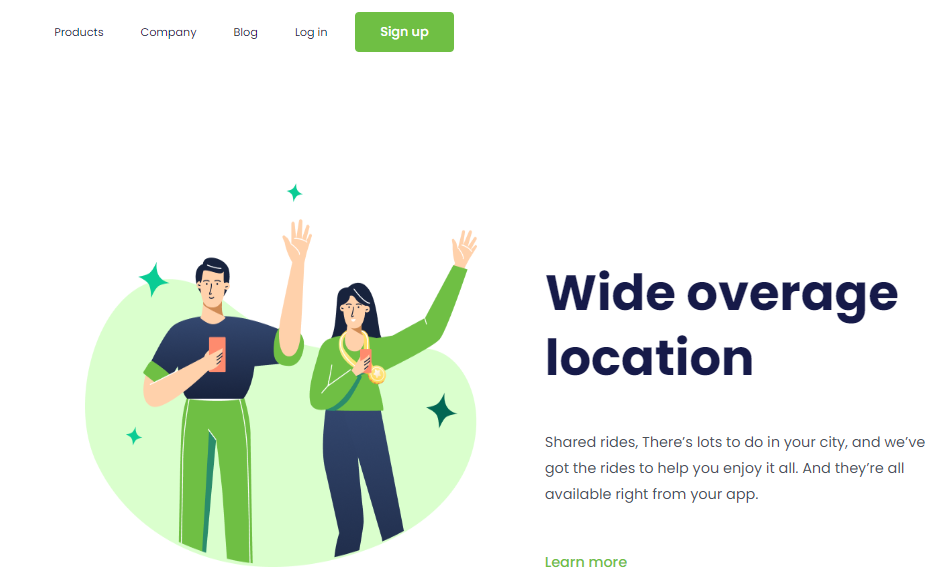 Products Company Blog Log in Sign up
Wide overage
location
Shared rides, There's lots to do in your city, and we've
got the rides to help you enjoy it all. And they're all
available right from your app.
Learn more